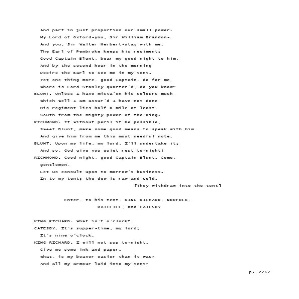 And part in just proportion our small power.
My Lord of Oxford-you, Sir William Brandon-
And you, Sir Walter Herbert-stay with me.
The Earl of Pembroke keeps his regiment;
Good Captain Blunt, bear my good night to him,
And by the second hour in the morning
Desire the Earl to see me in my tent.
Yet one thing more, good Captain, do for me-
Where is Lord Stanley quarter'd, do you know?
BLUNT. Unless I have mista'en his colours much-
Which well I am assur'd I have not done-
His regiment lies half a mile at least
South from the mighty power of the King.
RICHMOND. If without peril it be possible,
Sweet Blunt, make some good means to speak with him
And give him from me this most needful note.
BLUNT. Upon my life, my lord, I'll undertake it;
And so, God give you quiet rest to-night!
RICHMOND. Good night, good Captain Blunt. Come,
gentlemen,
Let us consult upon to-morrow's business.
In to my tent; the dew is raw and cold.
[They withdraw into the tent]
Enter, to his tent, KING RICHARD, NORFOLK,
RATCLIFF, and CATESBY
KING RICHARD. What is't o'clock?
CATESBY. It's supper-time, my lord;
It's nine o'clock.
KING RICHARD. I will not sup to-night.
Give me some ink and paper.
What, is my beaver easier than it was?
And all my armour laid into my tent?